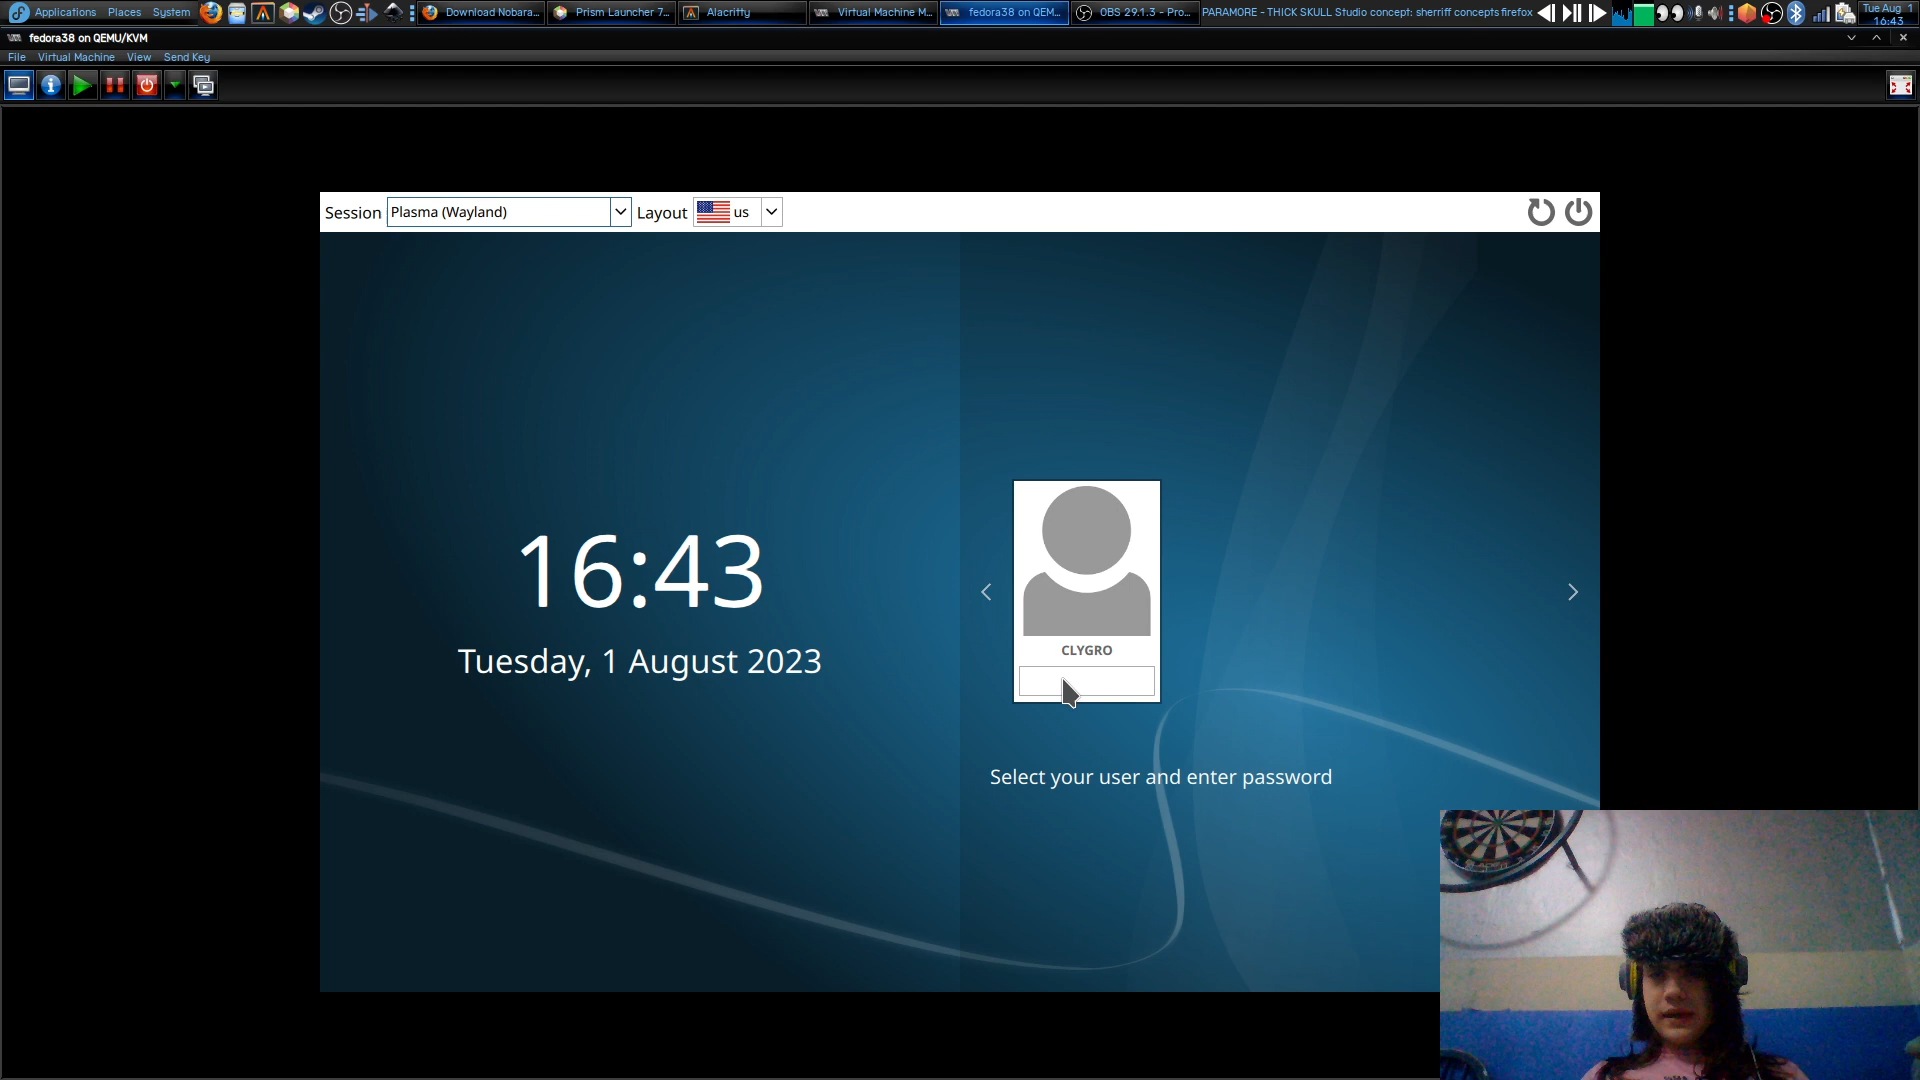 Applications Places System Download Nobara... Prism Launcher 7... Alacritty Virtual Machine M... fedora38 on QEM... OBS 29.1.3 - Pro... PARAMORE - THICK SKULL Studio concept: sherriff concepts firefox Tue Aug 1
16:43
fedora38 on QEMU/KVM
File Virtual Machine View Send Key
Session Plasma (Wayland) Layout us
16:43
Tuesday, 1 August 2023
CLYGRO
Select your user and enter password